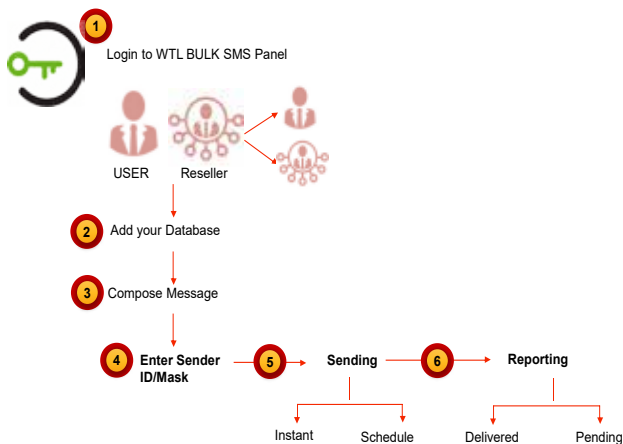 1
Login to WTL BULK SMS Panel
USER
Reseller
2
Add your Database
3
Compose Message
4
Enter Sender
ID/Mask
5
Sending
6
Reporting
Instant
Schedule
Delivered
Pending